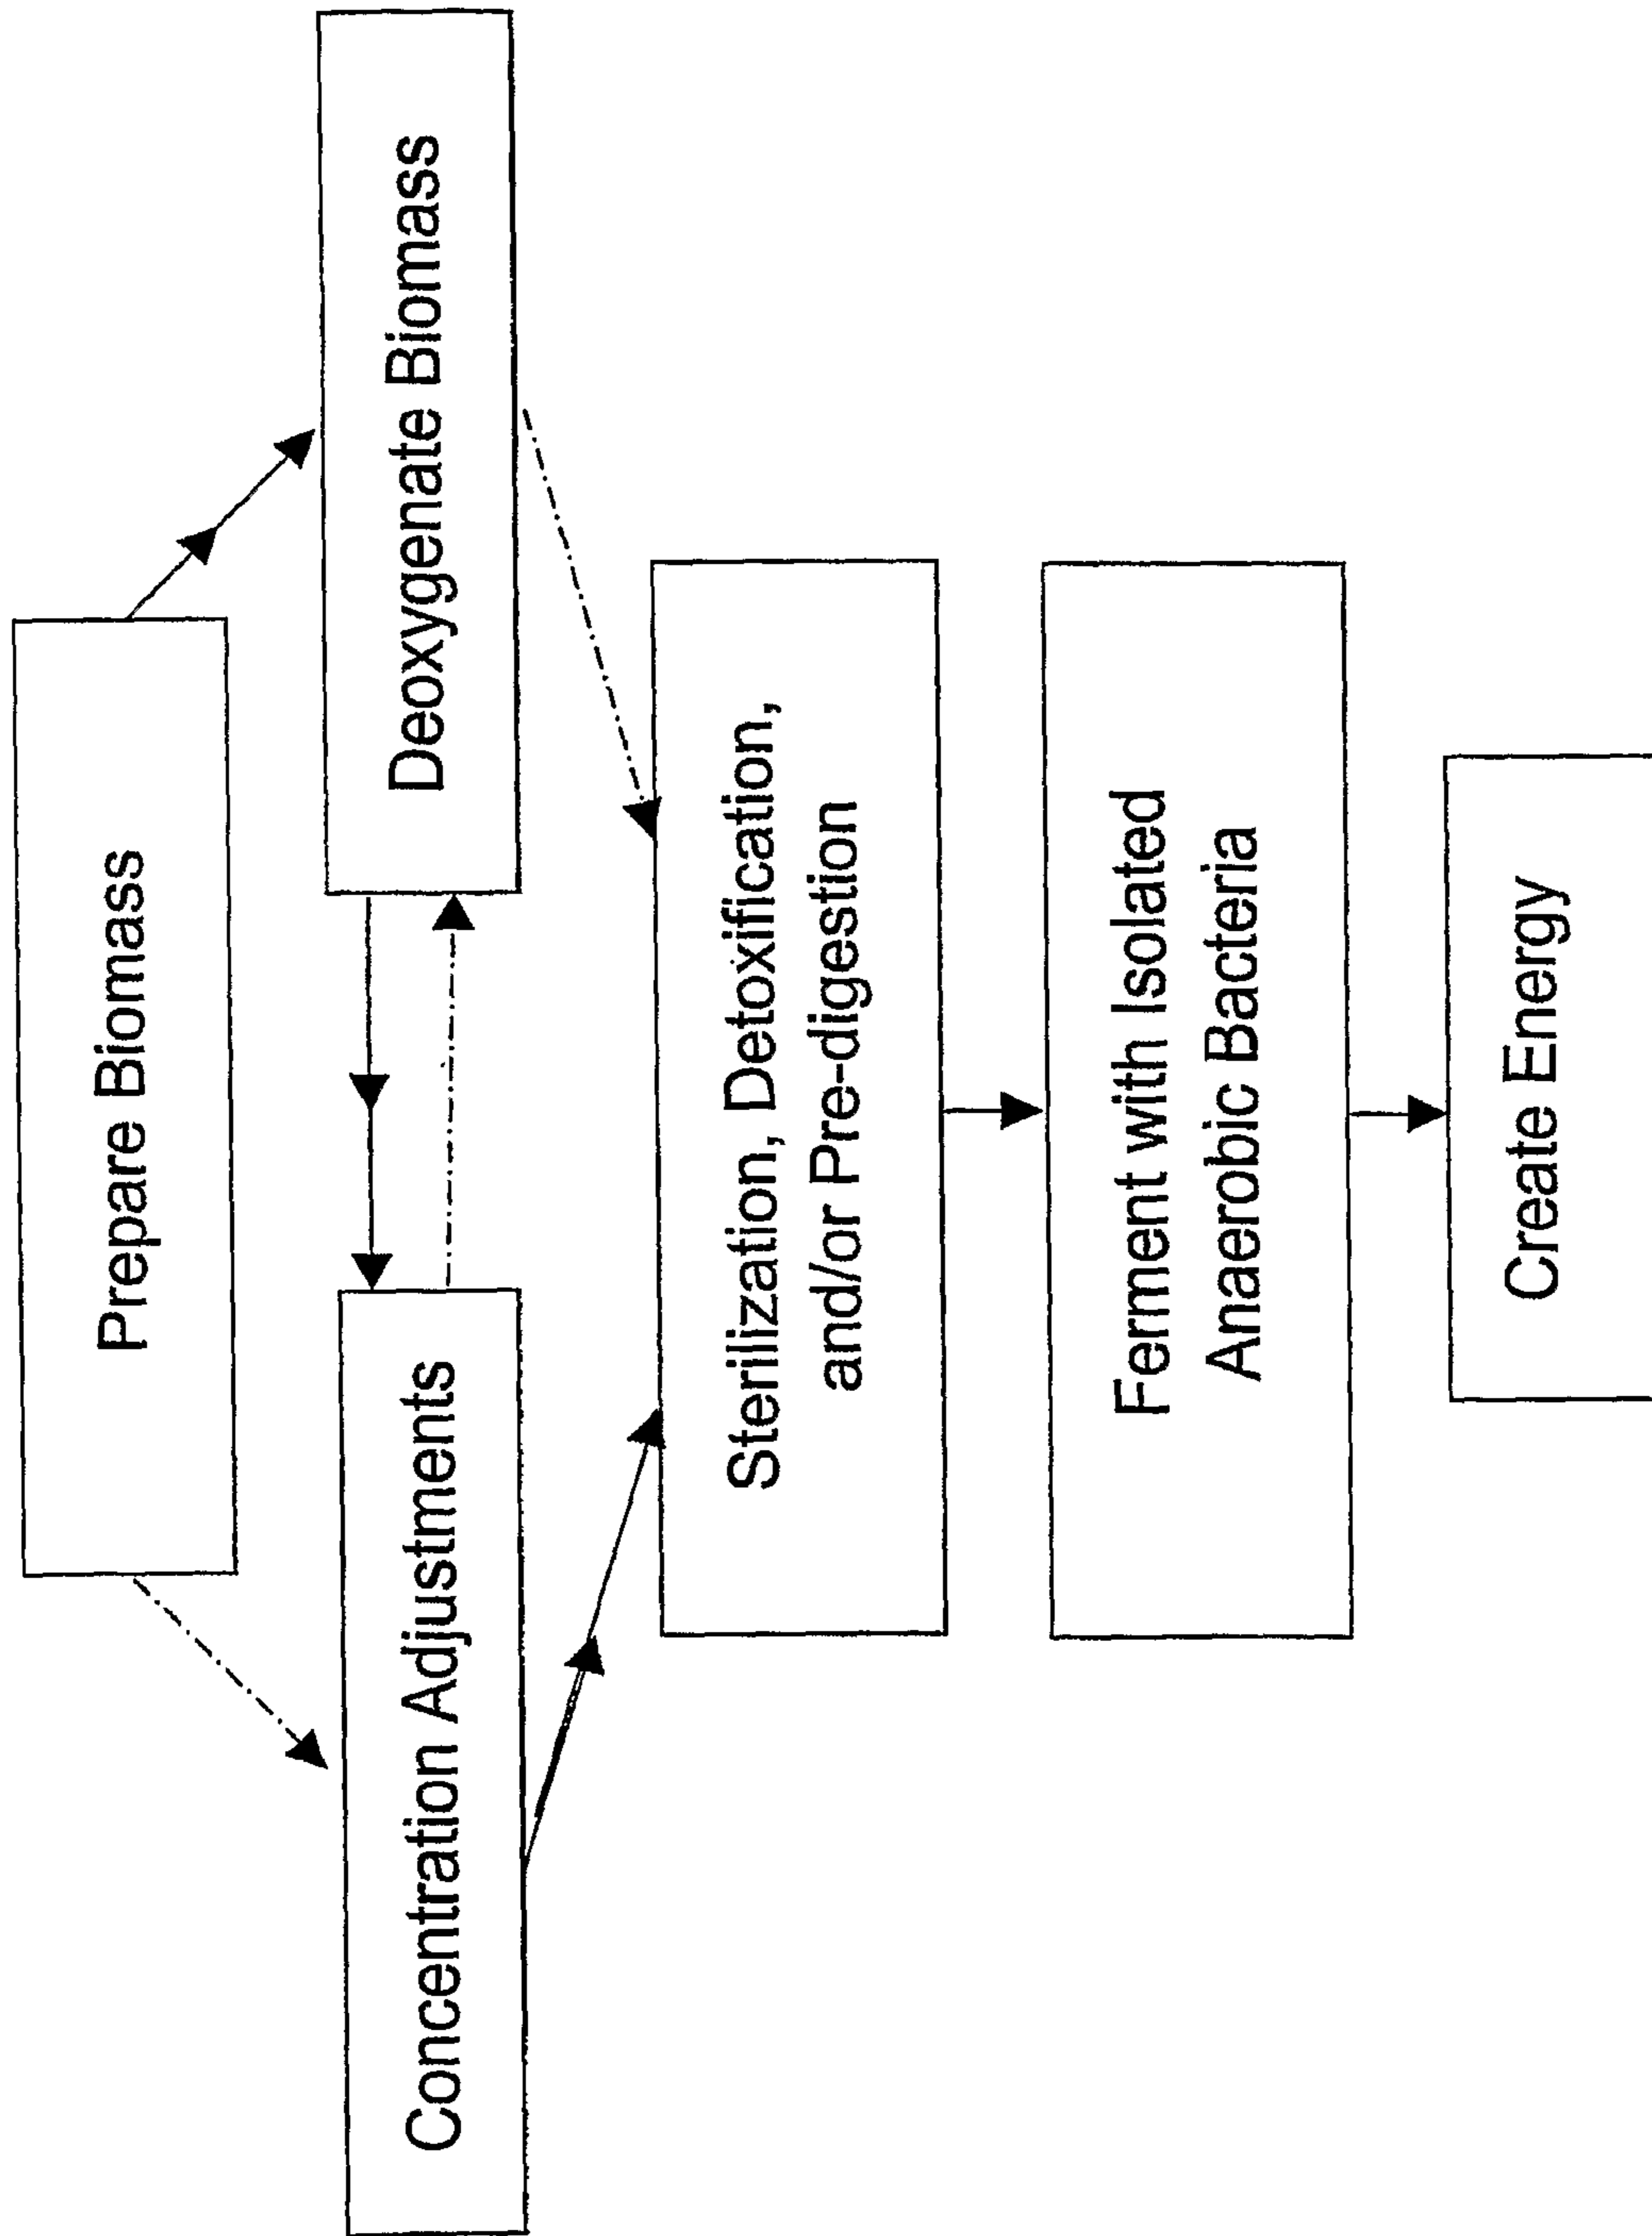 Prepare Biomass
Concentration Adjustments
Deoxygenate Biomass
Sterilization, Detoxification,
and/or Pre-digestion
Ferment with Isolated
Anaerobic Bacteria
Create Energy